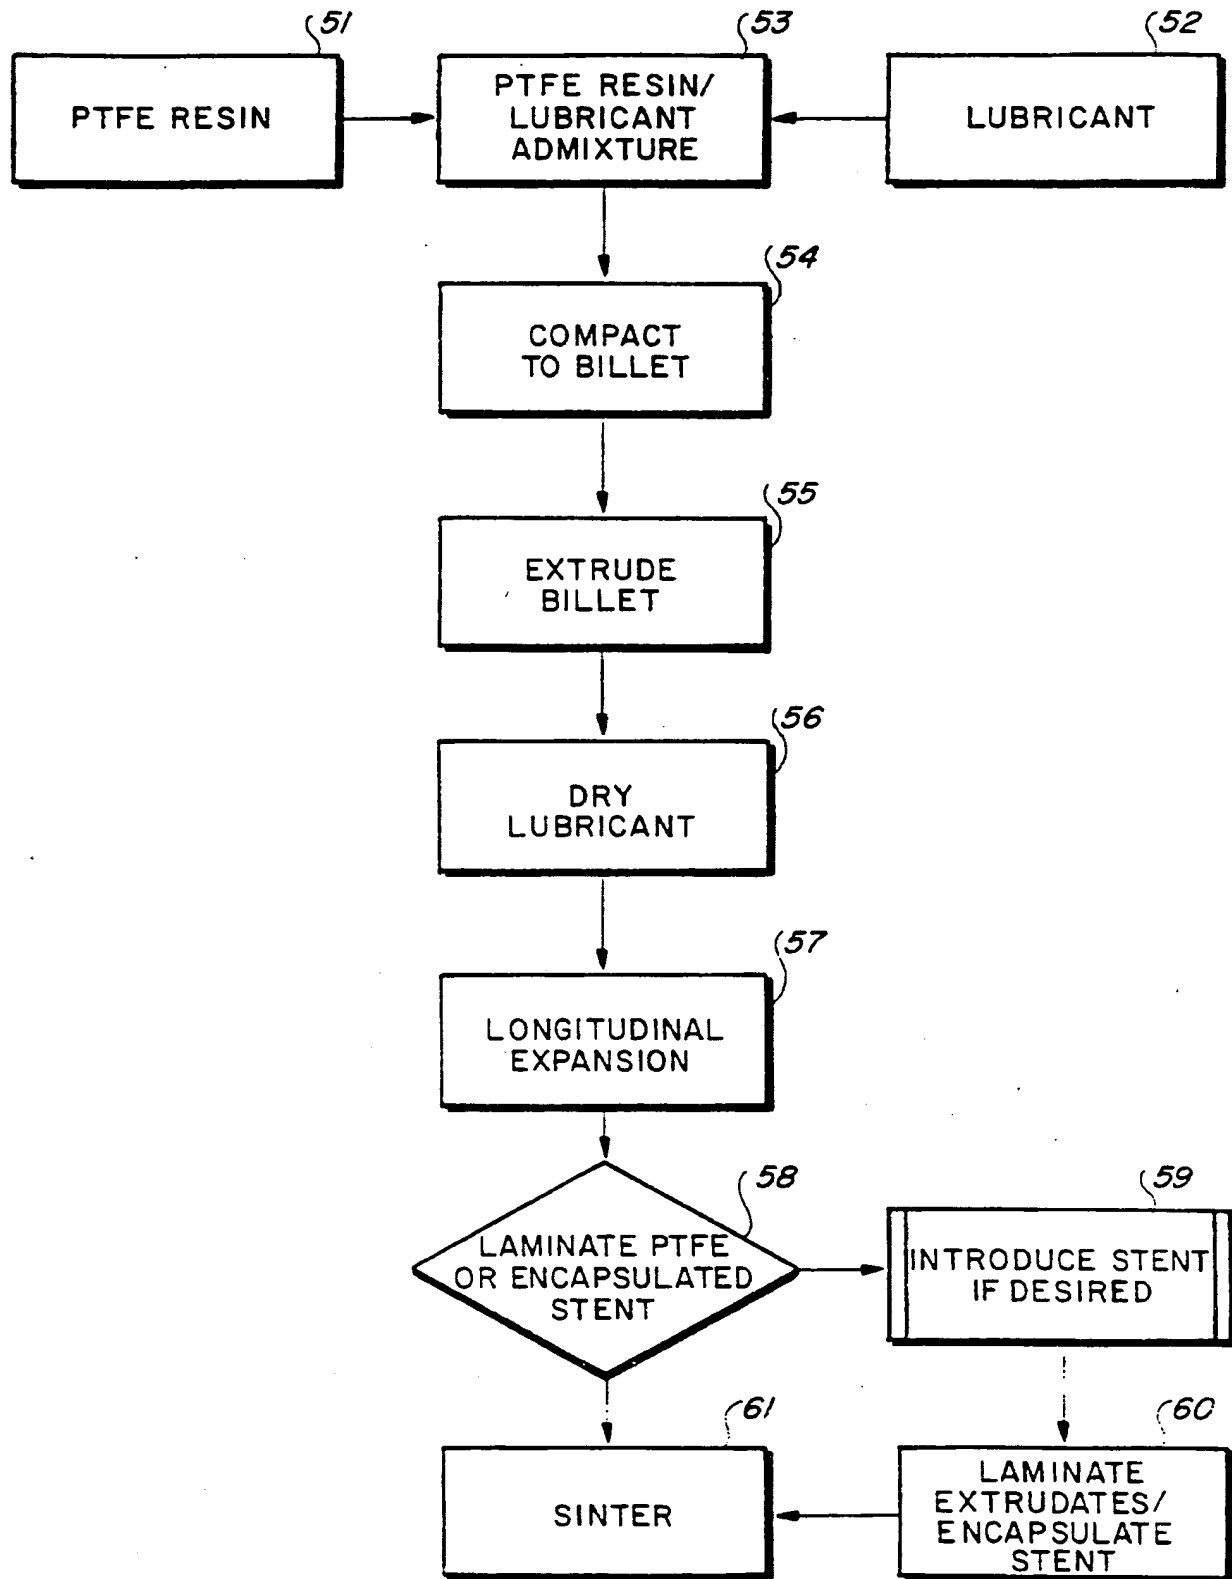 51
53
52
PTFE RESIN
PTFE RESIN/
LUBRICANT
ADMIXTURE
LUBRICANT
54
COMPACT
TO BILLET
55
EXTRUDE
BILLET
56
DRY
LUBRICANT
57
LONGITUDINAL
EXPANSION
58
LAMINATE PTFE
OR ENCAPSULATED
STENT
59
INTRODUCE STENT
IF DESIRED
61
SINTER
60
LAMINATE
EXTRUDATES/
ENCAPSULATE
STENT